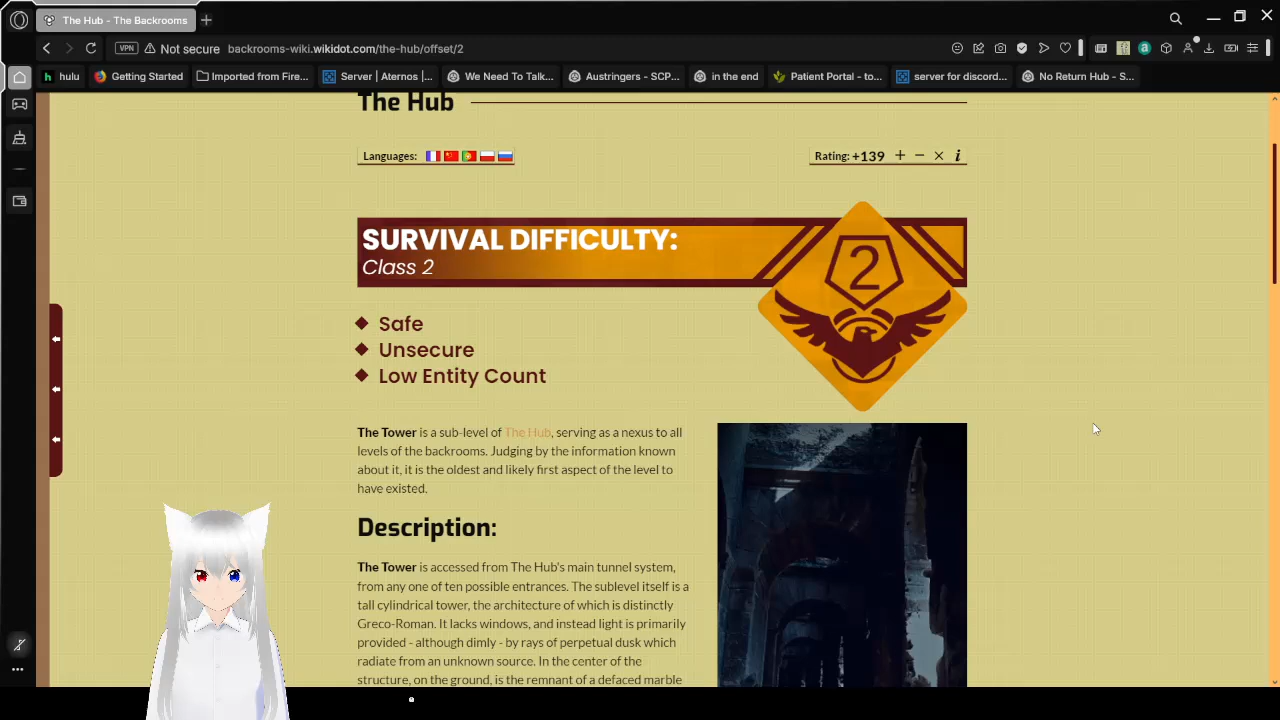 The Hub - The Backrooms
VPN
Not secure
backrooms-wiki.wikidot.com/the-hub/offset/2
hulu
Getting Started
Imported from Fire...
Server | Aternos |...
We Need To Talk...
Austringers - SCP...
in the end
Patient Portal - to...
server for discord...
No Return Hub - S...
The Hub
Languages:
Rating: +139 + − × i
SURVIVAL DIFFICULTY:
Class 2
2
Safe
Unsecure
Low Entity Count
The Tower is a sub-level of The Hub, serving as a nexus to all
levels of the backrooms. Judging by the information known
about it, it is the oldest and likely first aspect of the level to
have existed.
Description:
The Tower is accessed from The Hub's main tunnel system,
from any one of ten possible entrances. The sublevel itself is a
tall cylindrical tower, the architecture of which is distinctly
Greco-Roman. It lacks windows, and instead light is primarily
provided - although dimly - by rays of perpetual dusk which
radiate from an unknown source. In the center of the
structure, on the ground, is the remnant of a defaced marble